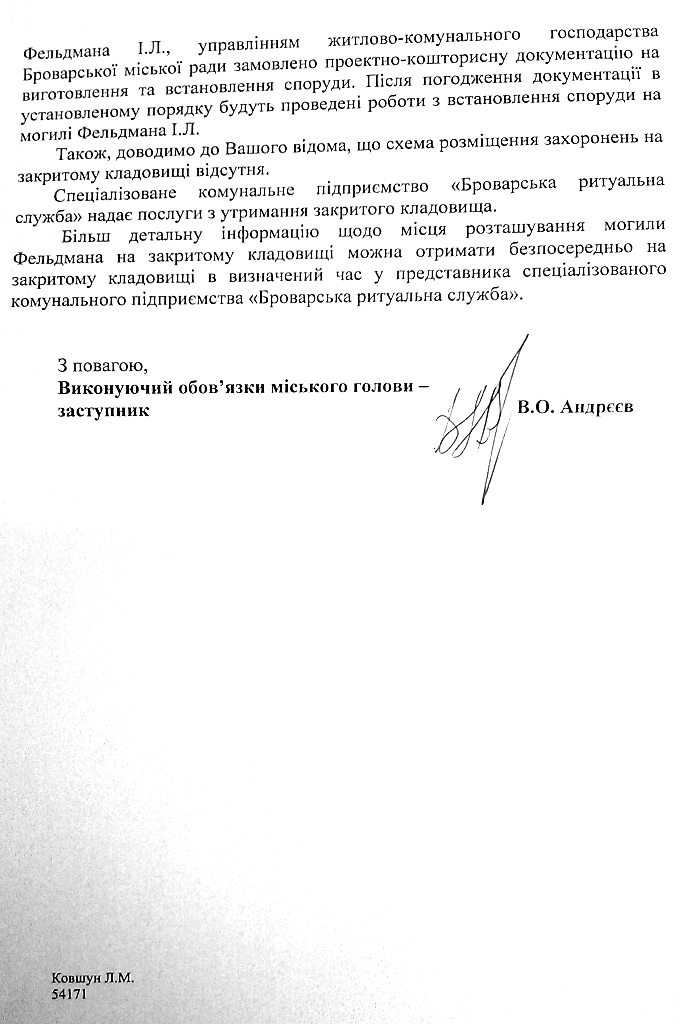 Фельдмана І.Л., управлінням житлово-комунального господарства
Броварської міської ради замовлено проектно-кошторисну документацію на
виготовлення та встановлення споруди. Після погодження документації в
установленому порядку будуть проведені роботи з встановлення споруди на
могилі Фельдмана І.Л.
Також, доводимо до Вашого відома, що схема розміщення захоронень на
закритому кладовищі відсутня.
Спеціалізоване комунальне підприємство «Броварська ритуальна
служба» надає послуги з утримання закритого кладовища.
Більш детальну інформацію щодо місця розташування могили
Фельдмана на закритому кладовищі можна отримати безпосередньо на
закритому кладовищі в визначений час у представника спеціалізованого
комунального підприємства «Броварська ритуальна служба».
З повагою,
Виконуючий обов’язки міського голови –
заступник
В.О. Андрєєв
Ковшун Л.М.
54171